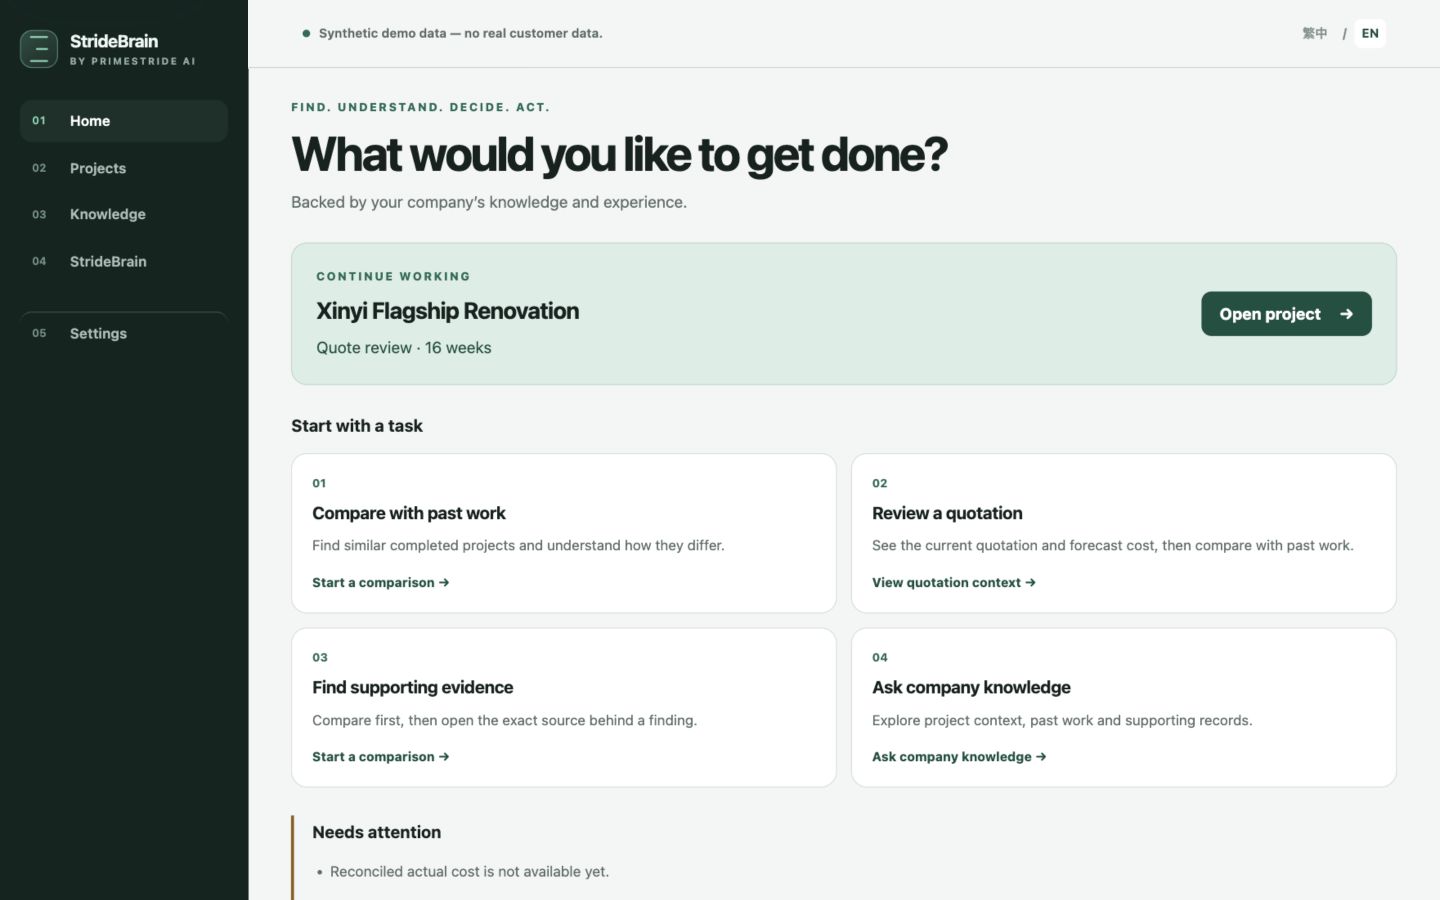 StrideBrain
BY PRIMESTRIDE AI
01 Home
02 Projects
03 Knowledge
04 StrideBrain
05 Settings
Synthetic demo data — no real customer data.
繁中 / EN
FIND. UNDERSTAND. DECIDE. ACT.
What would you like to get done?
Backed by your company’s knowledge and experience.
CONTINUE WORKING
Xinyi Flagship Renovation
Quote review · 16 weeks
Open project →
Start with a task
01
Compare with past work
Find similar completed projects and understand how they differ.
Start a comparison →
02
Review a quotation
See the current quotation and forecast cost, then compare with past work.
View quotation context →
03
Find supporting evidence
Compare first, then open the exact source behind a finding.
Start a comparison →
04
Ask company knowledge
Explore project context, past work and supporting records.
Ask company knowledge →
Needs attention
• Reconciled actual cost is not available yet.